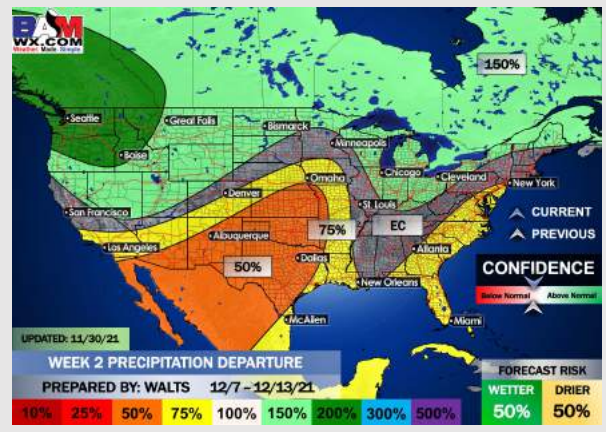 BAM
WX.COM
Weather. Made. Simple.
150%
Seattle
Great Falls
Bismarck
Minneapolis
Boise
Chicago
Cleveland
Omaha
New York
Denver
St. Louis
San Francisco
CURRENT
75%
EC
PREVIOUS
Los Angeles
Albuquerque
Atlanta
50%
Dallas
CONFIDENCE
New Orleans
Below Normal
Above Normal
McAllen
Miami
UPDATED: 11/30/21
WEEK 2 PRECIPITATION DEPARTURE
FORECAST RISK
PREPARED BY: WALTS 12/7 - 12/13/21
WETTER DRIER
50% 50%
10% 25% 50% 75% 100% 150% 200% 300% 500%